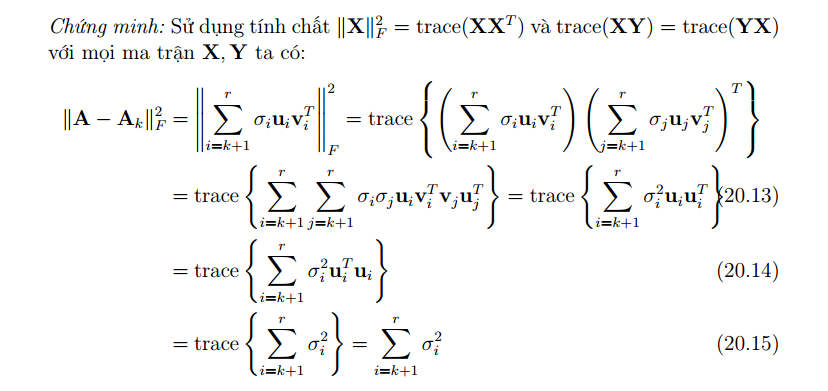 Chứng minh: Sử dụng tính chất ‖X‖²_F = trace(XX^T) và trace(XY) = trace(YX)
với mọi ma trận X, Y ta có:
‖A − A_k‖²_F = ‖∑_{i=k+1}^{r} σ_i u_i v_i^T‖²_F = trace {(∑_{i=k+1}^{r} σ_i u_i v_i^T) (∑_{j=k+1}^{r} σ_j u_j v_j^T)^T}
= trace {∑_{i=k+1}^{r} ∑_{j=k+1}^{r} σ_i σ_j u_i v_i^T v_j u_j^T} = trace {∑_{i=k+1}^{r} σ_i² u_i u_i^T} (20.13)
= trace {∑_{i=k+1}^{r} σ_i² u_i^T u_i} (20.14)
= trace {∑_{i=k+1}^{r} σ_i²} = ∑_{i=k+1}^{r} σ_i² (20.15)